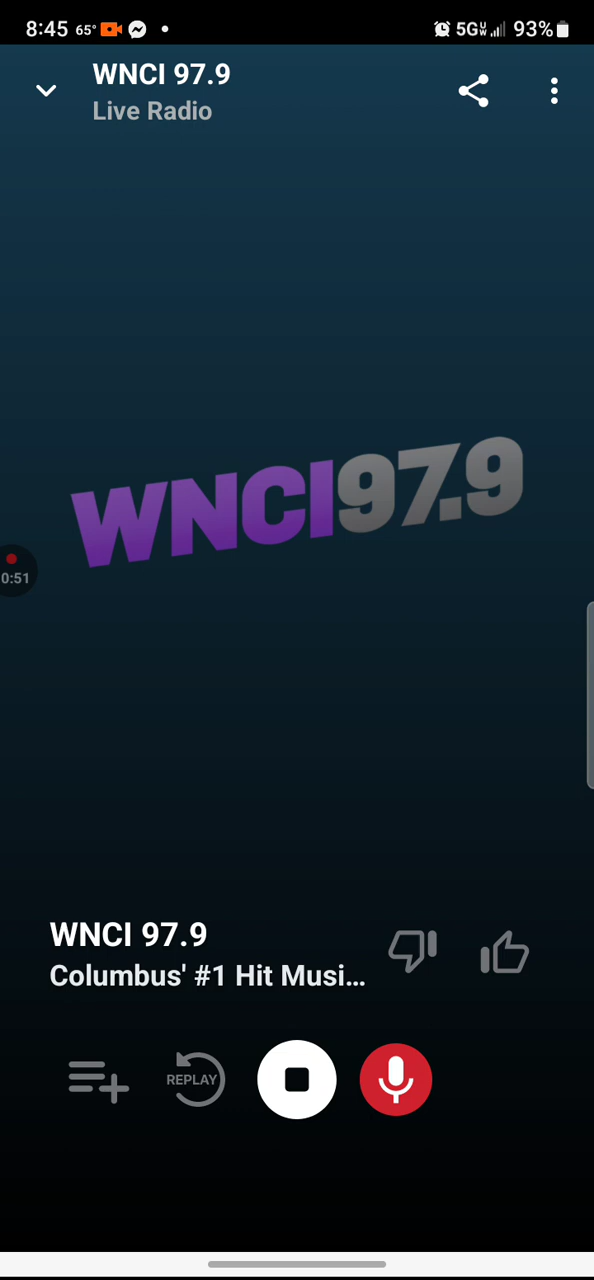 8:45 65° 5G 93%
WNCI 97.9
Live Radio
WNCI97.9
0:51
WNCI 97.9
Columbus' #1 Hit Musi...
REPLAY